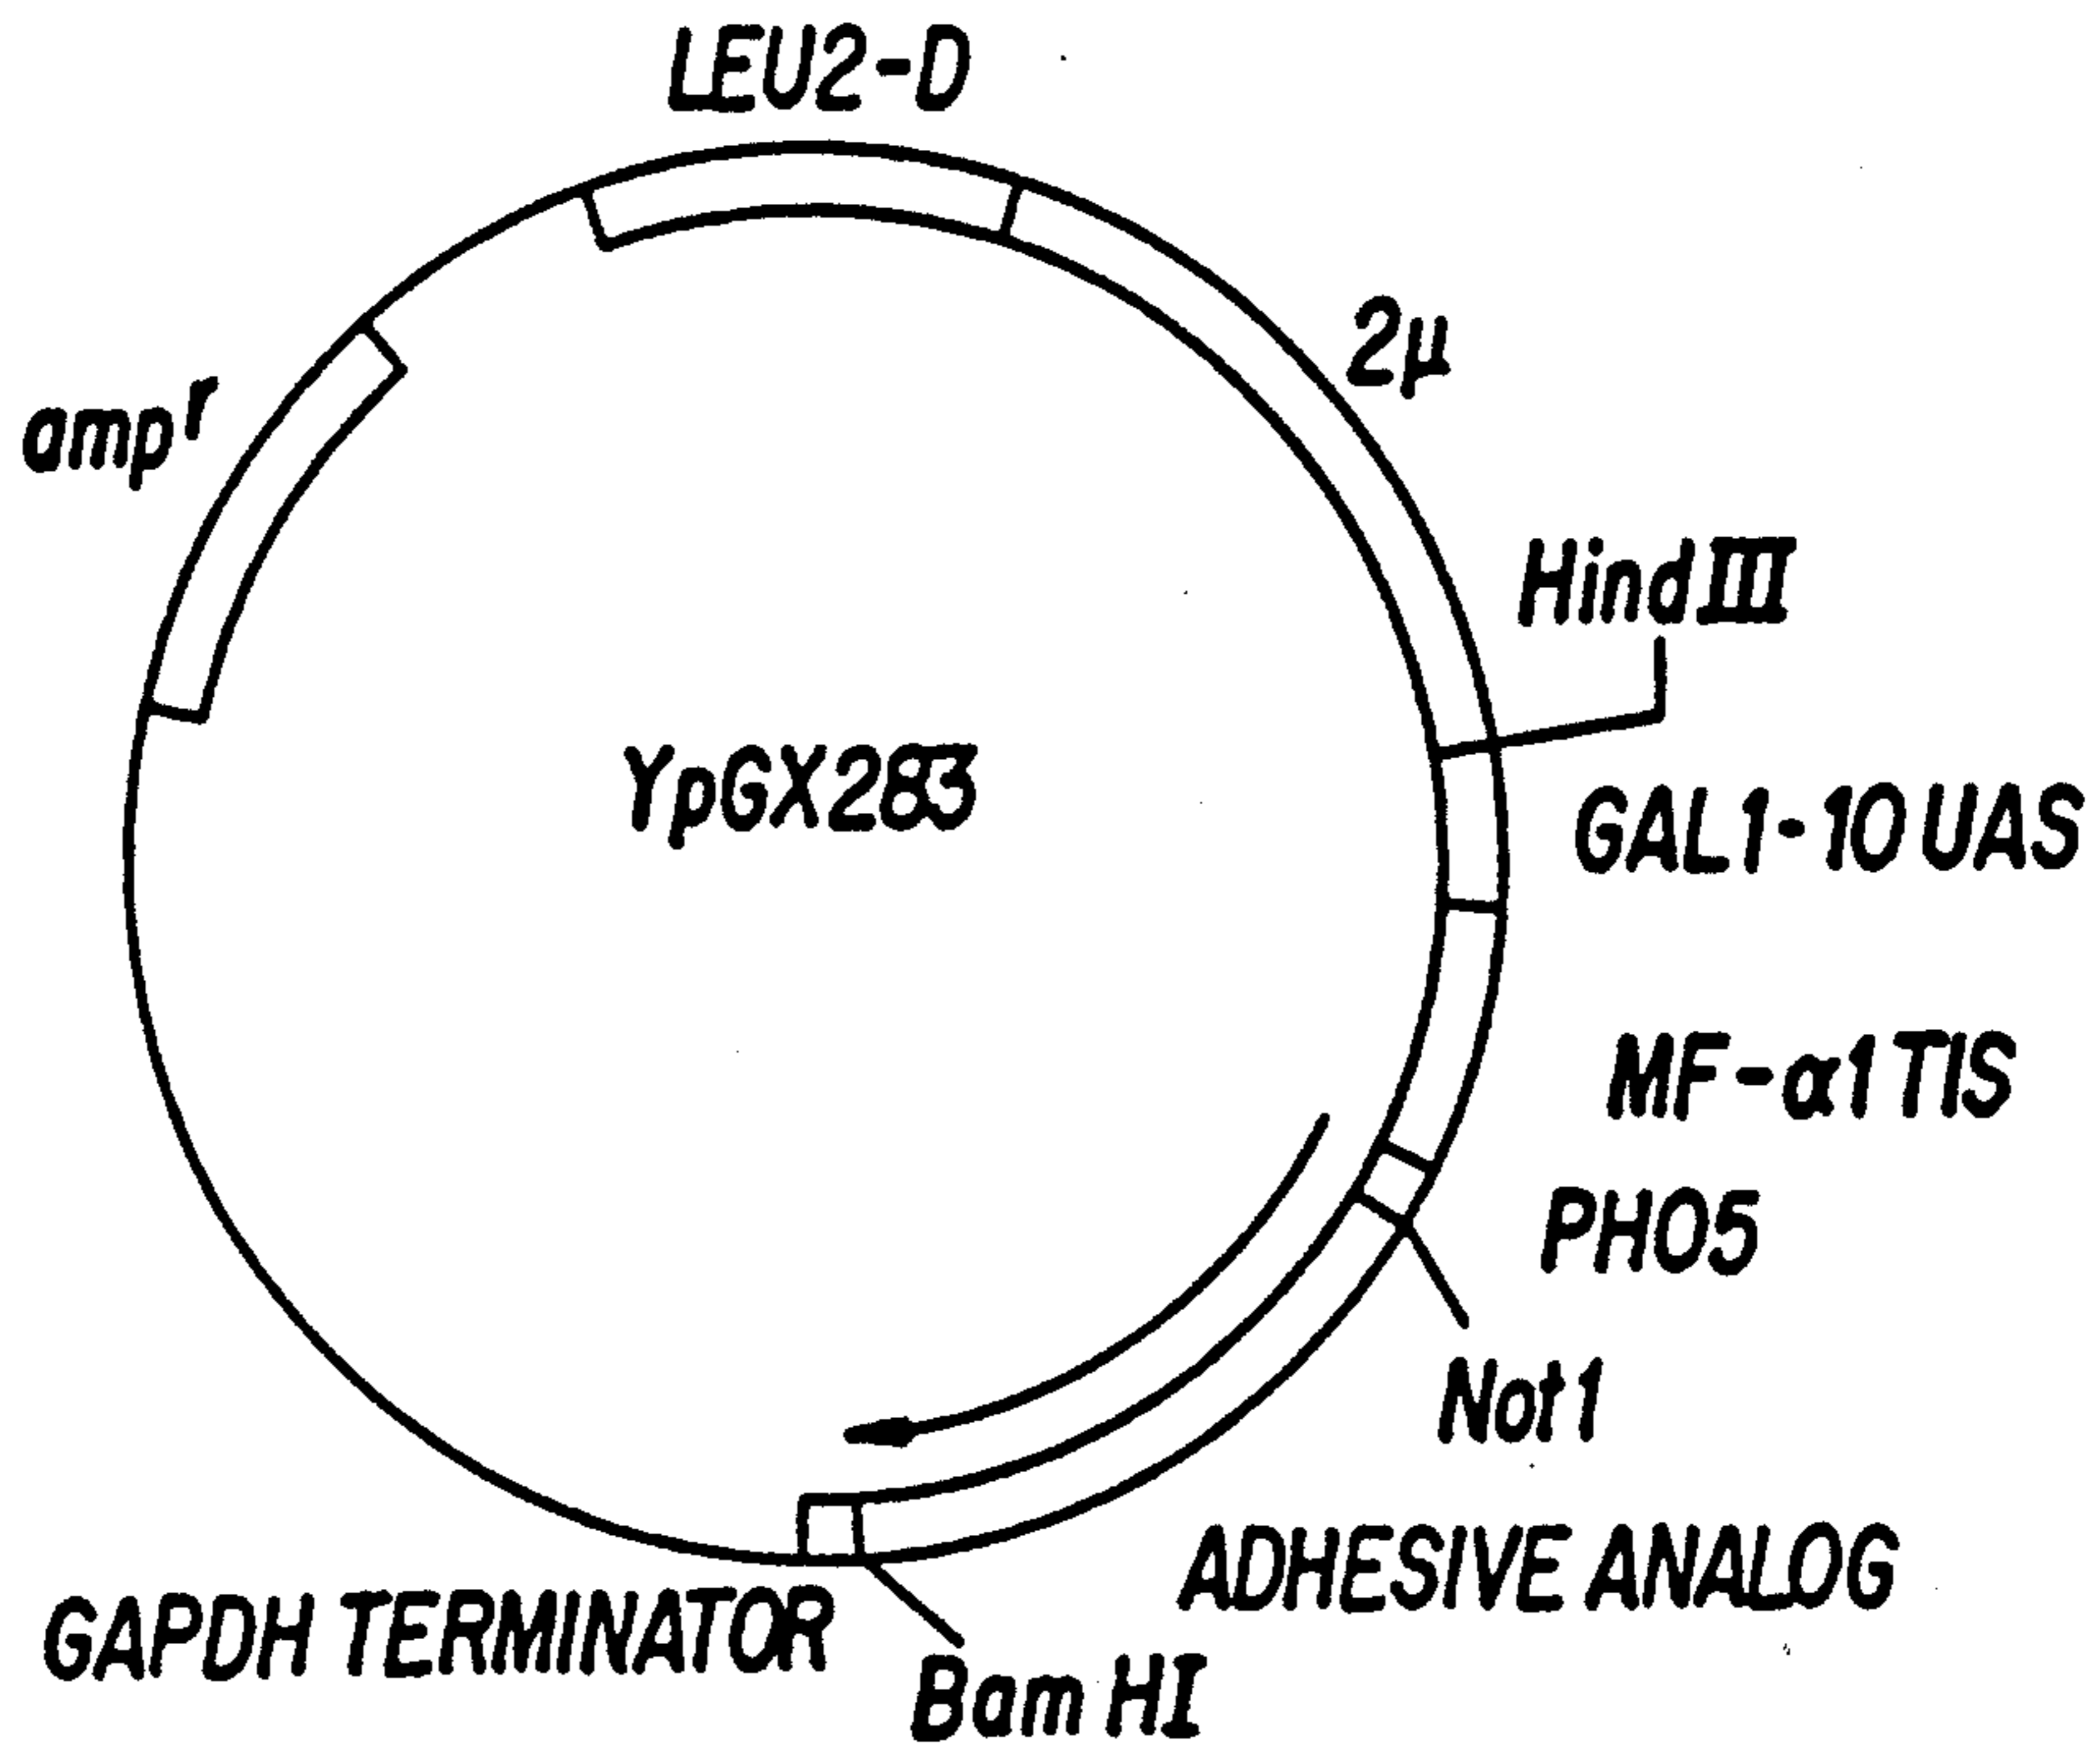 LEU2-D
2μ
amp^r
Hind III
YpGX283
GAL1-10 UAS
MF-α1 TIS
PHO5
Not1
ADHESIVE ANALOG
GAPDH TERMINATOR
Bam HI